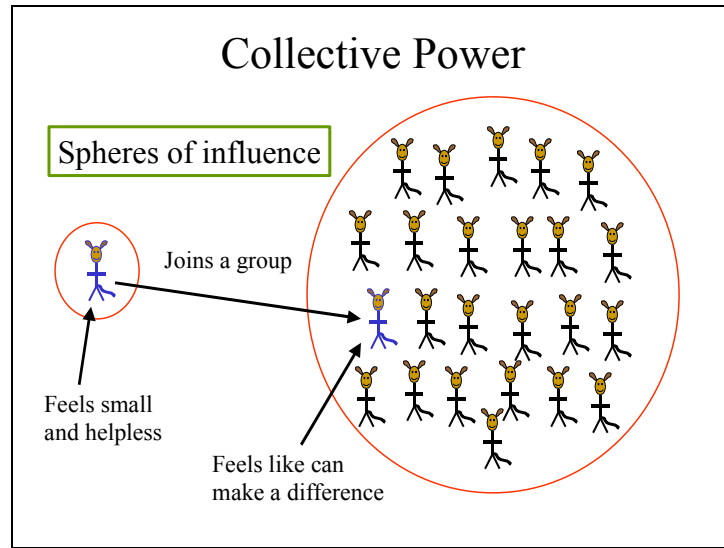 Collective Power
Spheres of influence
Joins a group
Feels small
and helpless
Feels like can
make a difference